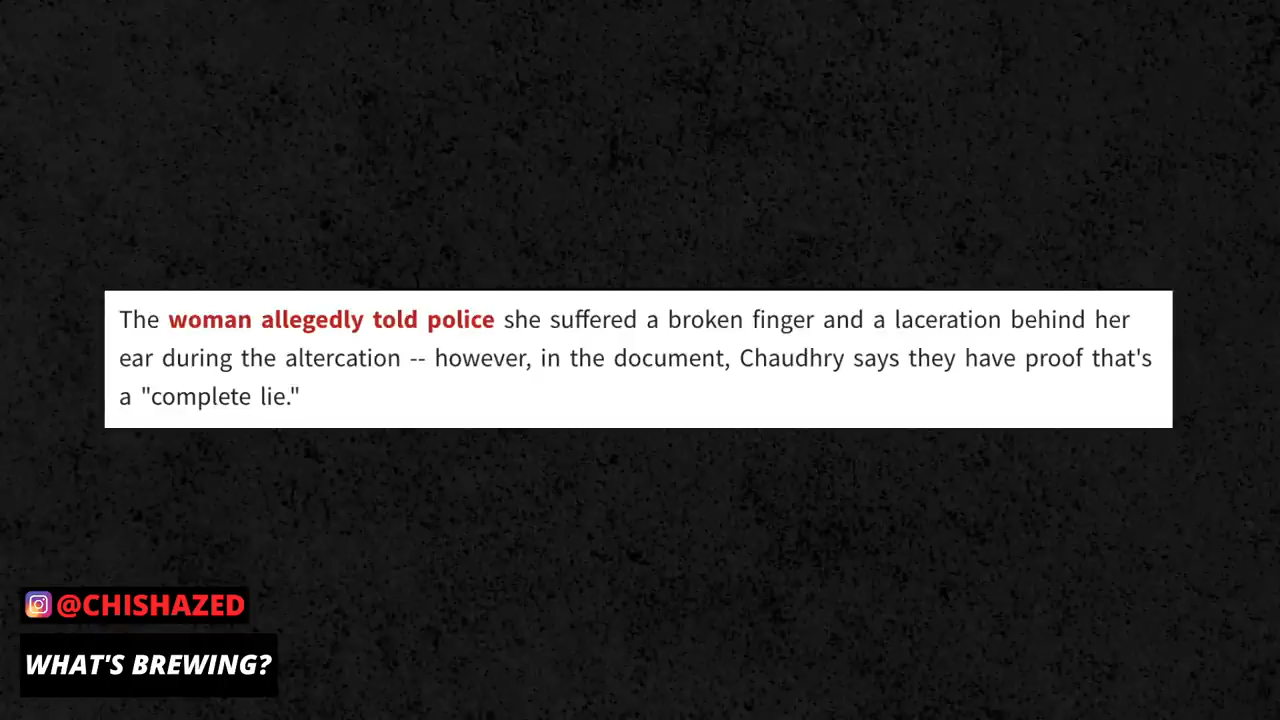 The woman allegedly told police she suffered a broken finger and a laceration behind her
ear during the altercation -- however, in the document, Chaudhry says they have proof that's
a "complete lie."
@CHISHAZED
WHAT'S BREWING?